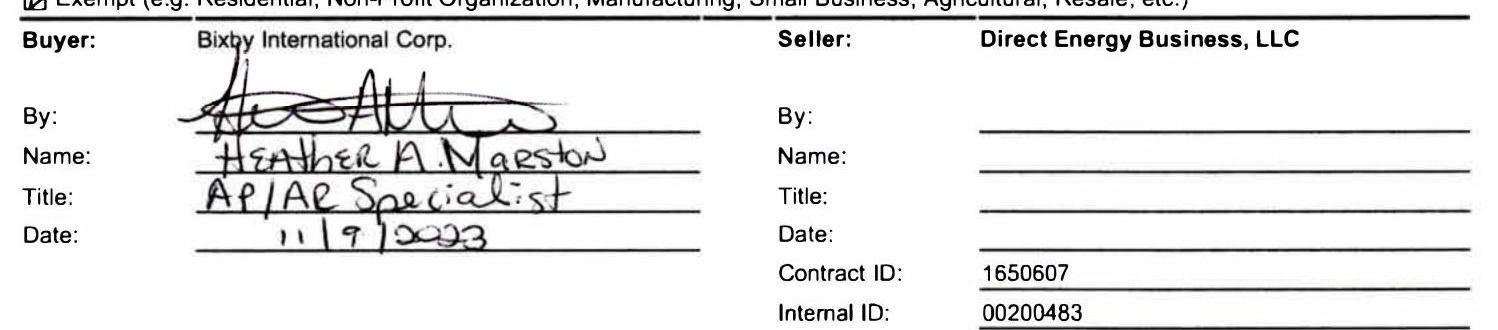 ☑ Exempt (e.g. Residential, Non-Profit Organization, Manufacturing, Small Business, Agricultural, Resale, etc.)
Buyer: Bixby International Corp. Seller: Direct Energy Business, LLC
By: By:
Name: HEAthER A. MARStoN Name:
Title: AP/AR Specialist Title:
Date: 11/9/2023 Date:
Contract ID: 1650607
Internal ID: 00200483